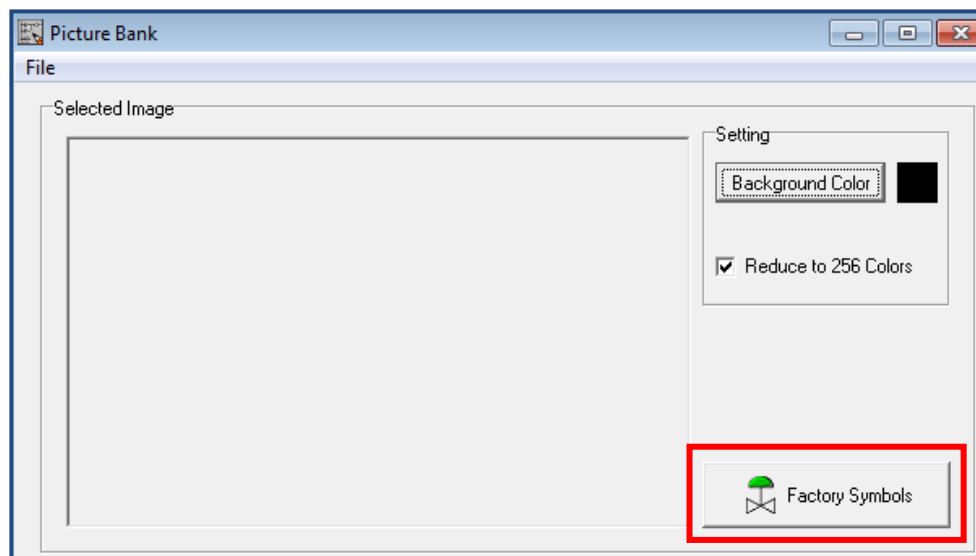 Picture Bank
File
Selected Image
Setting
Background Color
Reduce to 256 Colors
Factory Symbols